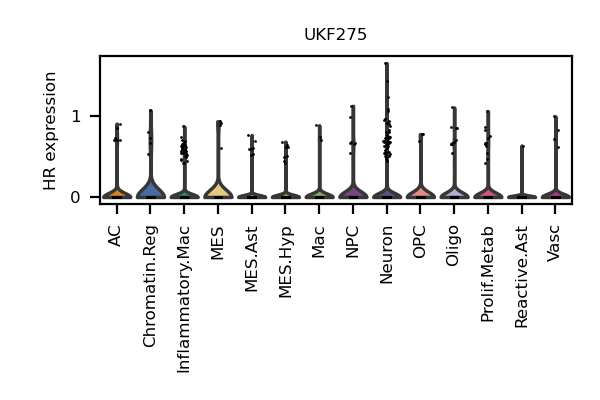 UKF275
HR expression
1
0
AC
Chromatin.Reg
Inflammatory.Mac
MES
MES.Ast
MES.Hyp
Mac
NPC
Neuron
OPC
Oligo
Prolif.Metab
Reactive.Ast
Vasc